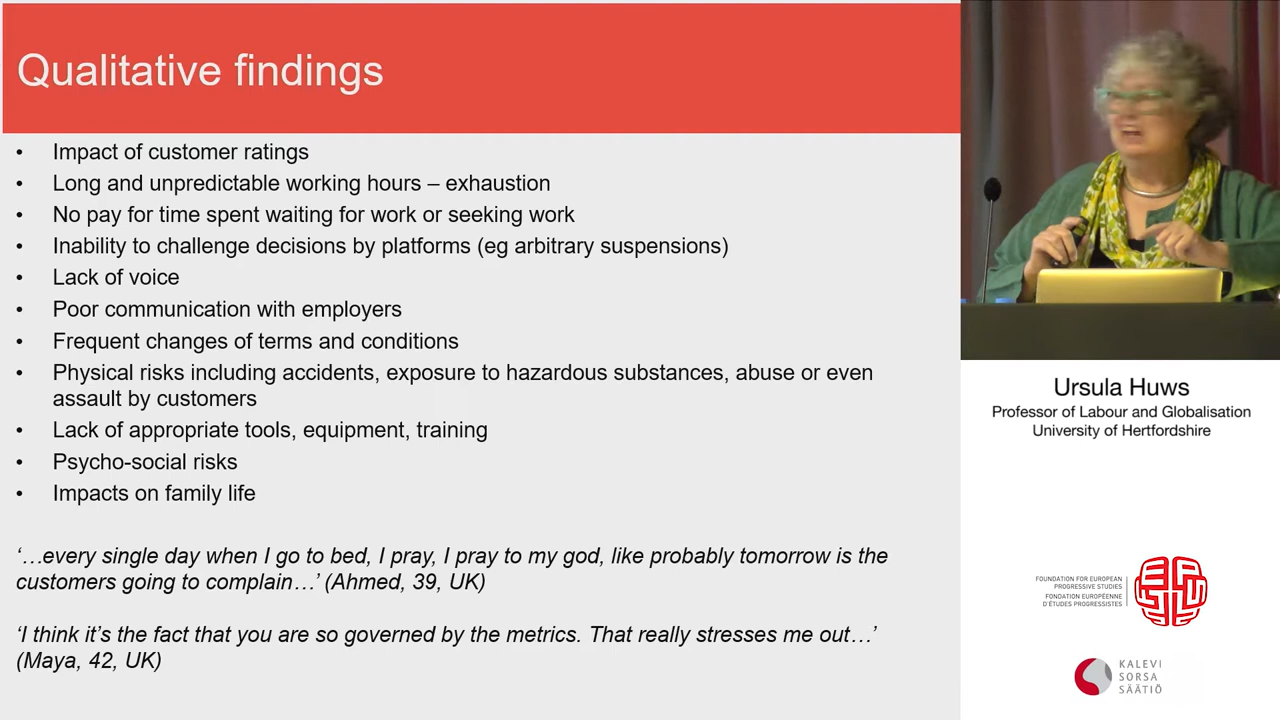 Qualitative findings
• Impact of customer ratings
• Long and unpredictable working hours – exhaustion
• No pay for time spent waiting for work or seeking work
• Inability to challenge decisions by platforms (eg arbitrary suspensions)
• Lack of voice
• Poor communication with employers
• Frequent changes of terms and conditions
• Physical risks including accidents, exposure to hazardous substances, abuse or even
assault by customers
• Lack of appropriate tools, equipment, training
• Psycho-social risks
• Impacts on family life
‘…every single day when I go to bed, I pray, I pray to my god, like probably tomorrow is the
customers going to complain…’ (Ahmed, 39, UK)
‘I think it’s the fact that you are so governed by the metrics. That really stresses me out…’
(Maya, 42, UK)
Ursula Huws
Professor of Labour and Globalisation
University of Hertfordshire
FOUNDATION FOR EUROPEAN
PROGRESSIVE STUDIES
FONDATION EUROPÉENNE
D'ÉTUDES PROGRESSISTES
KALEVI
SORSA
SÄÄTIÖ